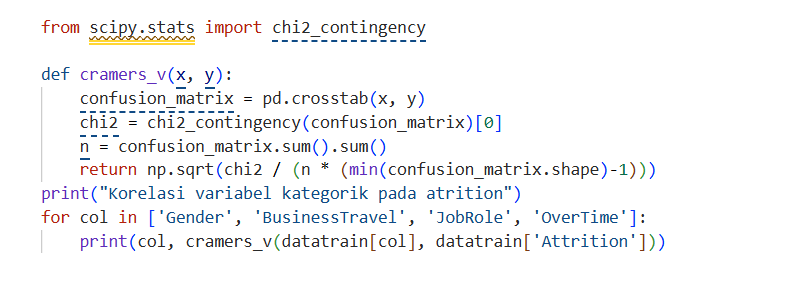 from scipy.stats import chi2_contingency
def cramers_v(x, y):
confusion_matrix = pd.crosstab(x, y)
chi2 = chi2_contingency(confusion_matrix)[0]
n = confusion_matrix.sum().sum()
return np.sqrt(chi2 / (n * (min(confusion_matrix.shape)-1)))
print("Korelasi variabel kategorik pada atrition")
for col in ['Gender', 'BusinessTravel', 'JobRole', 'OverTime']:
print(col, cramers_v(datatrain[col], datatrain['Attrition']))